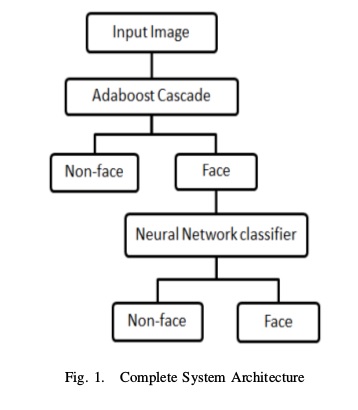 Input Image
Adaboost Cascade
Non-face
Face
Neural Network classifier
Non-face
Face
Fig. 1. Complete System Architecture